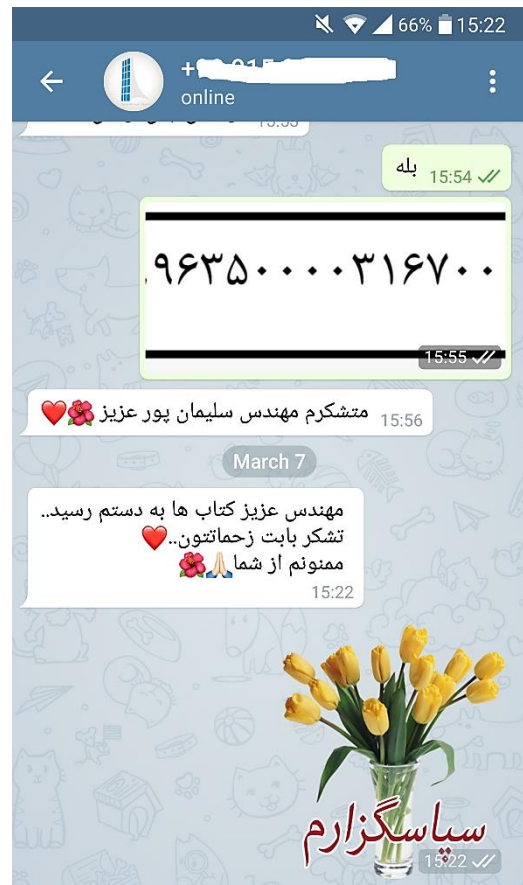 66% 15:22
online
بله
15:54
۹۶۳۵۰۰۰۰۳۱۶۷۰۰
15:55
متشکرم مهندس سلیمان پور عزیز 🌺❤️
15:56
March 7
مهندس عزیز کتاب ها به دستم رسید..
تشکر بابت زحماتتون..❤️
ممنونم از شما🙏🏻🌺
15:22
سپاسگزارم
15:22